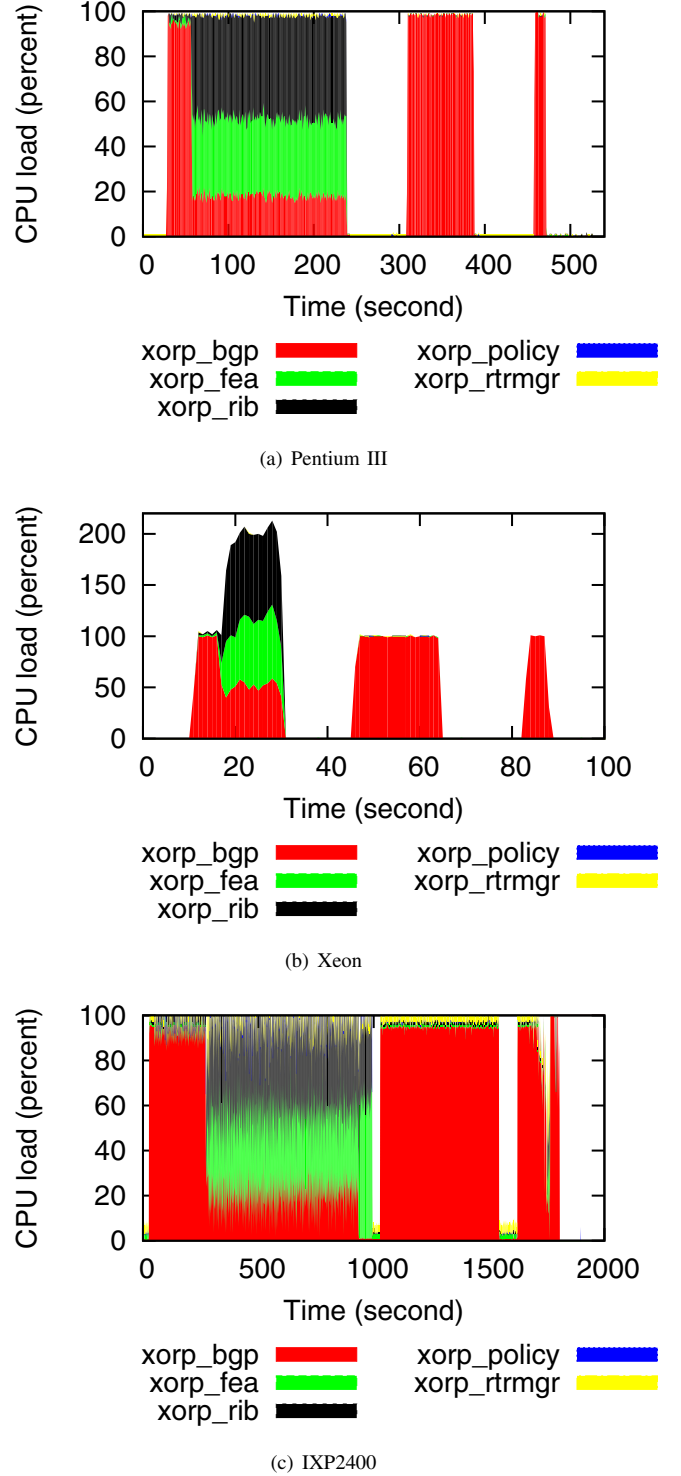 CPU load (percent)
100
80
60
40
20
0
0 100 200 300 400 500
Time (second)
xorp_bgp xorp_policy
xorp_fea xorp_rtrmgr
xorp_rib
(a) Pentium III
CPU load (percent)
200
150
100
50
0
0 20 40 60 80 100
Time (second)
xorp_bgp xorp_policy
xorp_fea xorp_rtrmgr
xorp_rib
(b) Xeon
CPU load (percent)
100
80
60
40
20
0
0 500 1000 1500 2000
Time (second)
xorp_bgp xorp_policy
xorp_fea xorp_rtrmgr
xorp_rib
(c) IXP2400